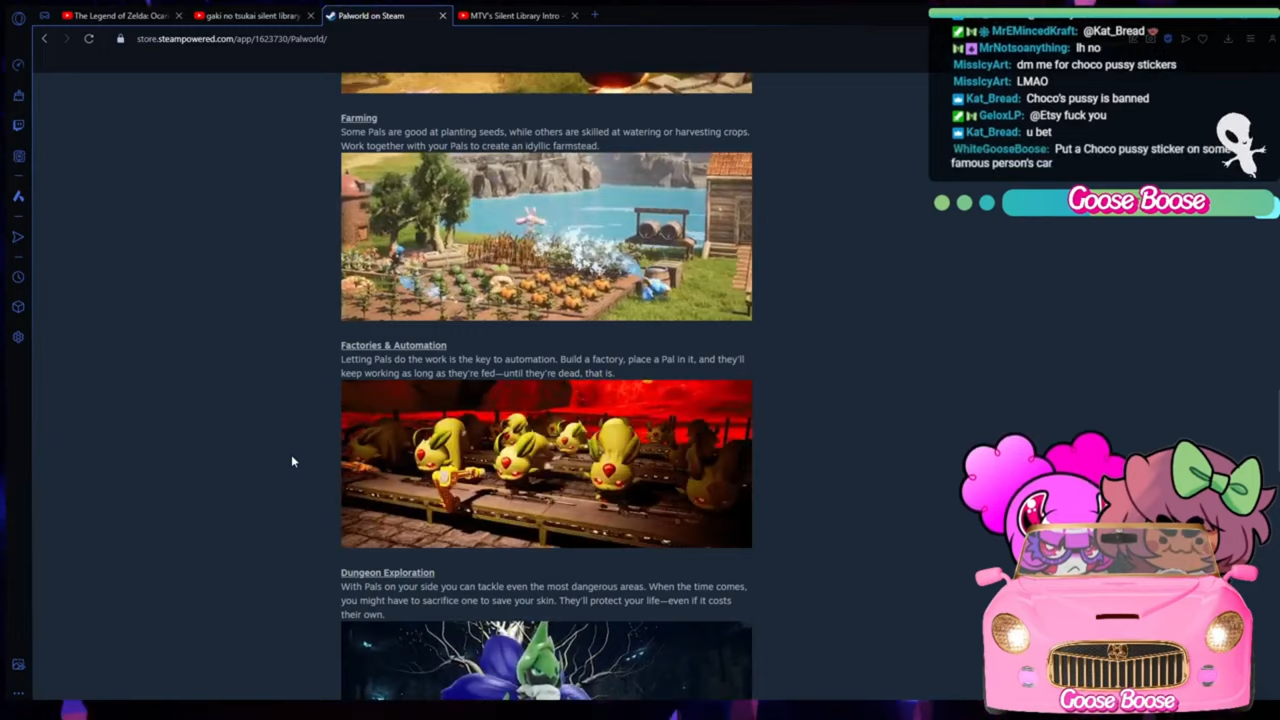 The Legend of Zelda: Ocari
gaki no tsukai silent library
Palworld on Steam
MTV's Silent Library Intro -
store.steampowered.com/app/1623730/Palworld/
Farming
Some Pals are good at planting seeds, while others are skilled at watering or harvesting crops.
Work together with your Pals to create an idyllic farmstead.
Factories & Automation
Letting Pals do the work is the key to automation. Build a factory, place a Pal in it, and they'll
keep working as long as they're fed—until they're dead, that is.
Dungeon Exploration
With Pals on your side you can tackle even the most dangerous areas. When the time comes,
you might have to sacrifice one to save your skin. They'll protect your life—even if it costs
their own.
MrEMincedKraft: @Kat_Bread
MrNotsoanything: Ih no
MissIcyArt: dm me for choco pussy stickers
MissIcyArt: LMAO
Kat_Bread: Choco's pussy is banned
GeloxLP: @Etsy fuck you
Kat_Bread: u bet
WhiteGooseBoose: Put a Choco pussy sticker on some
famous person's car
Goose Boose
Goose Boose